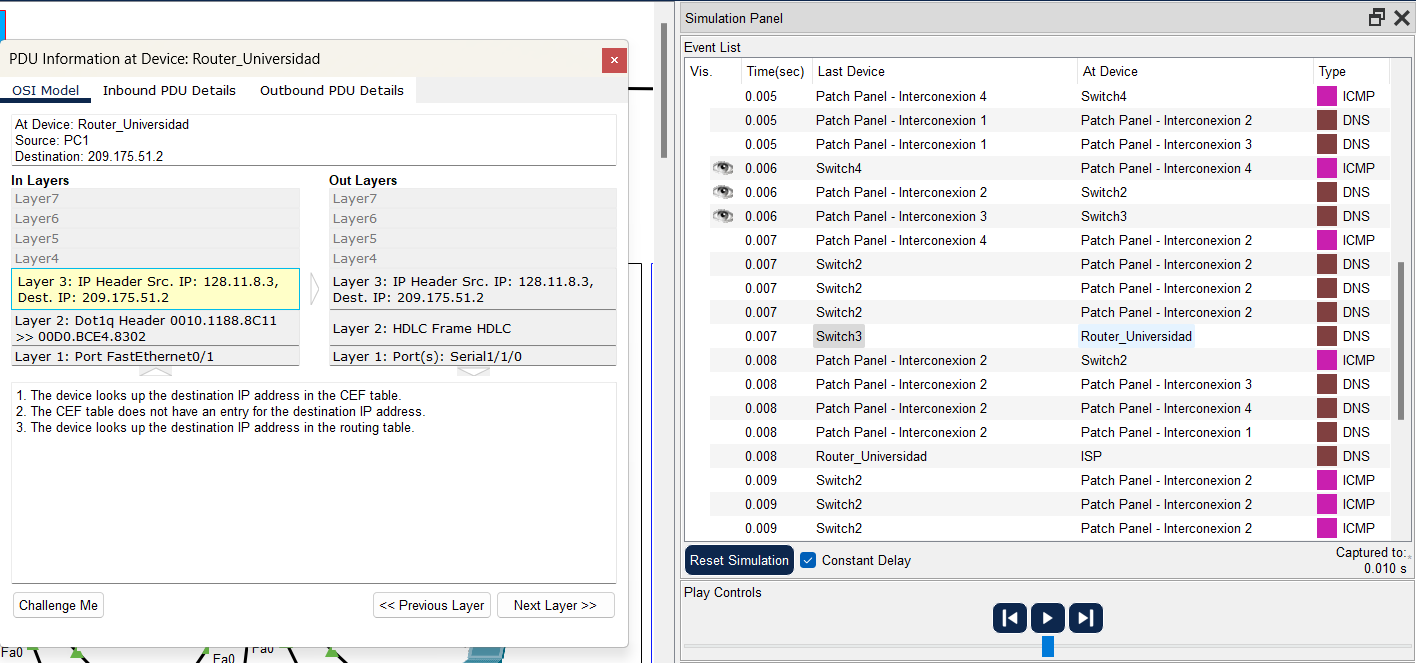 PDU Information at Device: Router_Universidad
OSI Model Inbound PDU Details Outbound PDU Details
At Device: Router_Universidad
Source: PC1
Destination: 209.175.51.2
In Layers
Layer7
Layer6
Layer5
Layer4
Layer 3: IP Header Src. IP: 128.11.8.3,
Dest. IP: 209.175.51.2
Layer 2: Dot1q Header 0010.1188.8C11
>> 00D0.BCE4.8302
Layer 1: Port FastEthernet0/1
Out Layers
Layer7
Layer6
Layer5
Layer4
Layer 3: IP Header Src. IP: 128.11.8.3,
Dest. IP: 209.175.51.2
Layer 2: HDLC Frame HDLC
Layer 1: Port(s): Serial1/1/0
1. The device looks up the destination IP address in the CEF table.
2. The CEF table does not have an entry for the destination IP address.
3. The device looks up the destination IP address in the routing table.
Challenge Me << Previous Layer Next Layer >>
Fa0 Fa0 Fa0
Simulation Panel
Event List
Vis. Time(sec) Last Device At Device Type
0.005 Patch Panel - Interconexion 4 Switch4 ICMP
0.005 Patch Panel - Interconexion 1 Patch Panel - Interconexion 2 DNS
0.005 Patch Panel - Interconexion 1 Patch Panel - Interconexion 3 DNS
0.006 Switch4 Patch Panel - Interconexion 4 ICMP
0.006 Patch Panel - Interconexion 2 Switch2 DNS
0.006 Patch Panel - Interconexion 3 Switch3 DNS
0.007 Patch Panel - Interconexion 4 Patch Panel - Interconexion 2 ICMP
0.007 Switch2 Patch Panel - Interconexion 2 DNS
0.007 Switch2 Patch Panel - Interconexion 2 DNS
0.007 Switch2 Patch Panel - Interconexion 2 DNS
0.007 Switch3 Router_Universidad DNS
0.008 Patch Panel - Interconexion 2 Switch2 ICMP
0.008 Patch Panel - Interconexion 2 Patch Panel - Interconexion 3 DNS
0.008 Patch Panel - Interconexion 2 Patch Panel - Interconexion 4 DNS
0.008 Patch Panel - Interconexion 2 Patch Panel - Interconexion 1 DNS
0.008 Router_Universidad ISP DNS
0.009 Switch2 Patch Panel - Interconexion 2 ICMP
0.009 Switch2 Patch Panel - Interconexion 2 ICMP
0.009 Switch2 Patch Panel - Interconexion 2 ICMP
Reset Simulation Constant Delay
Captured to:
0.010 s
Play Controls